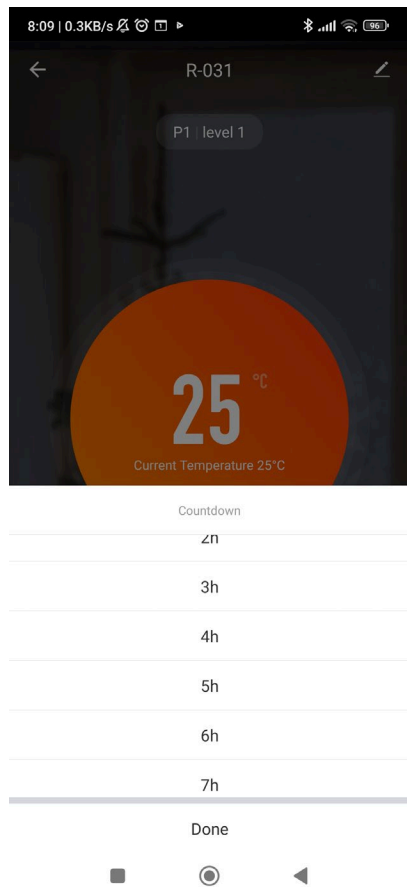 8:09 | 0.3KB/s
96
R-031
P1 | level 1
25 °C
Current Temperature 25°C
Countdown
2h
3h
4h
5h
6h
7h
Done